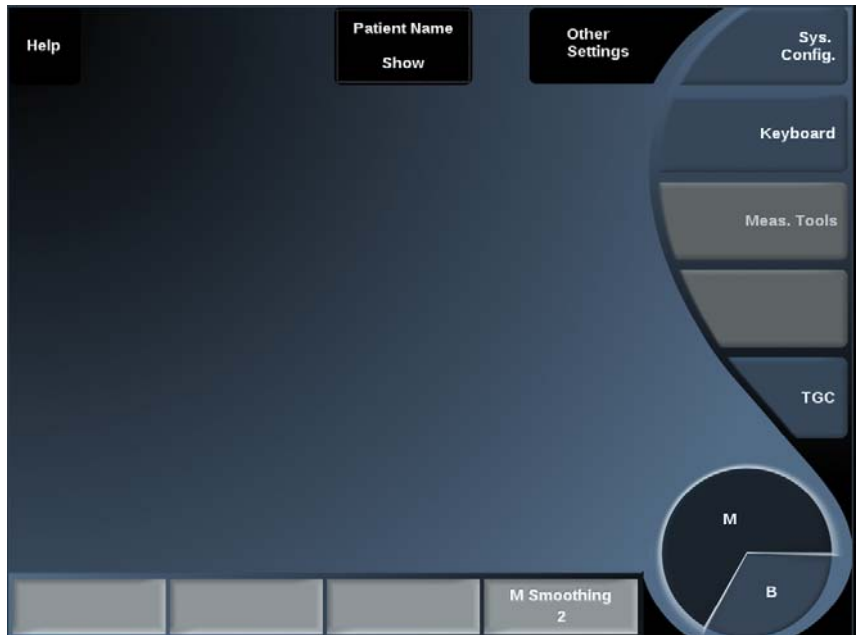 Help
Patient Name
Show
Other
Settings
Sys.
Config.
Keyboard
Meas. Tools
TGC
M
B
M Smoothing
2